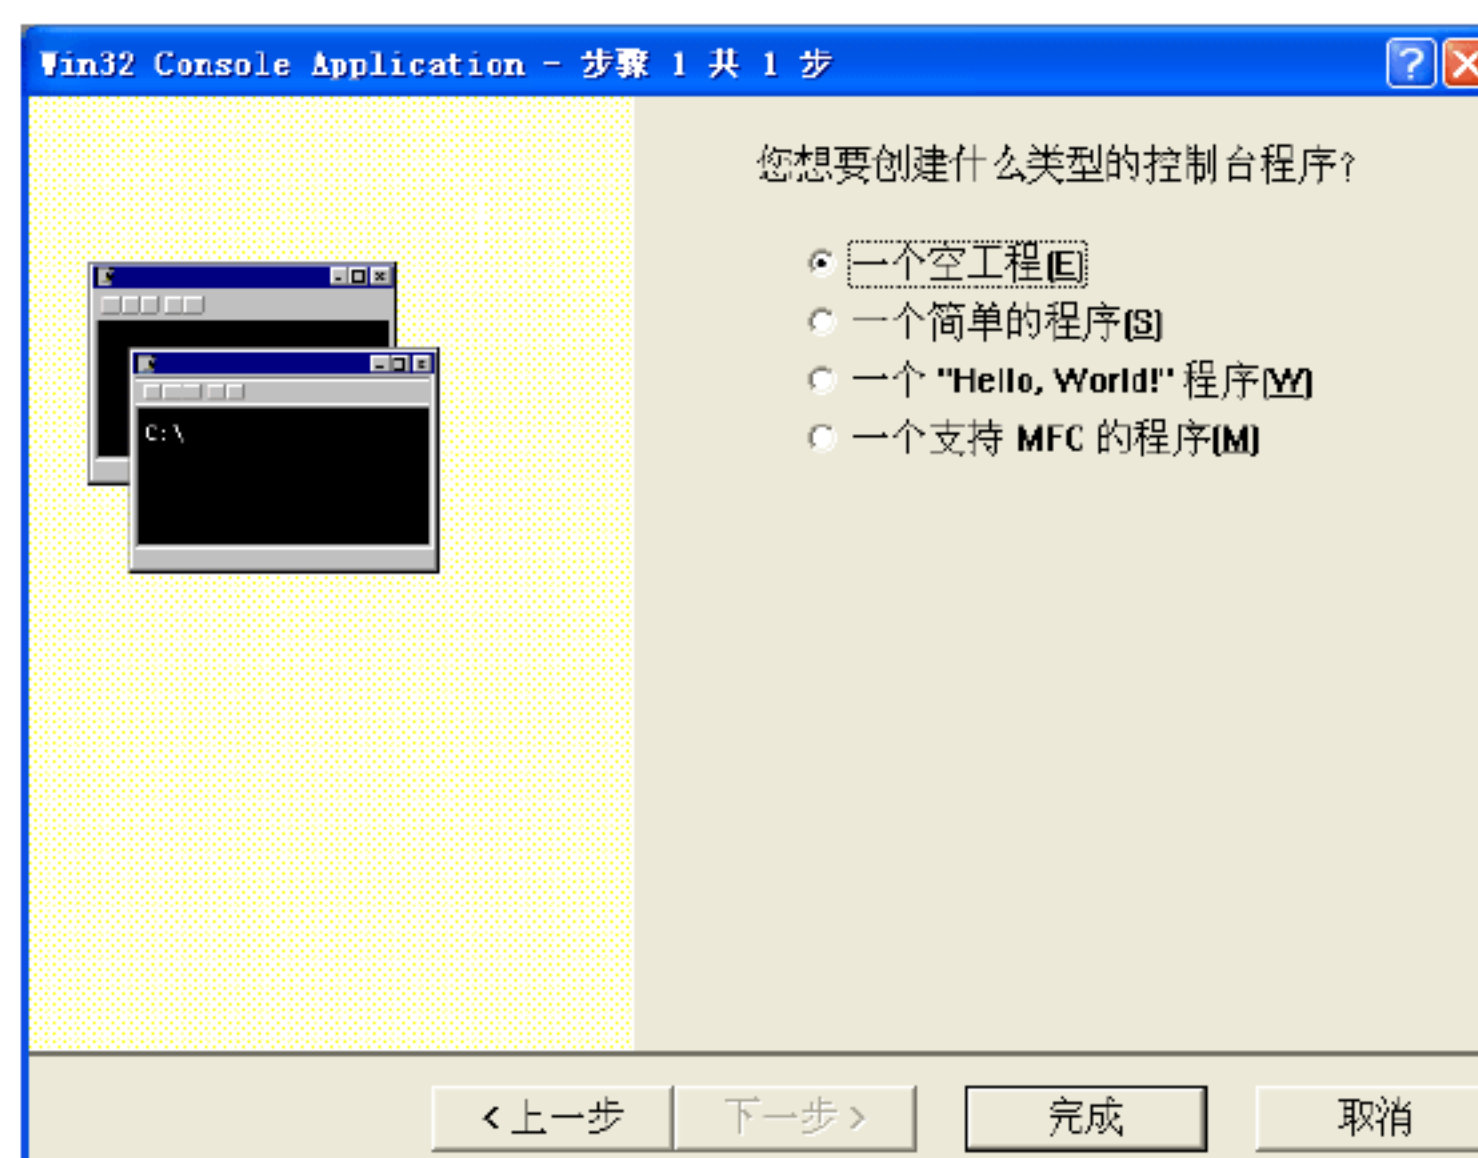 Win32 Console Application - 步骤 1 共 1 步
您想要创建什么类型的控制台程序?
一个空工程(E)
一个简单的程序(S)
一个 "Hello, World!" 程序(W)
一个支持 MFC 的程序(M)
C:\
<上一步 下一步> 完成 取消